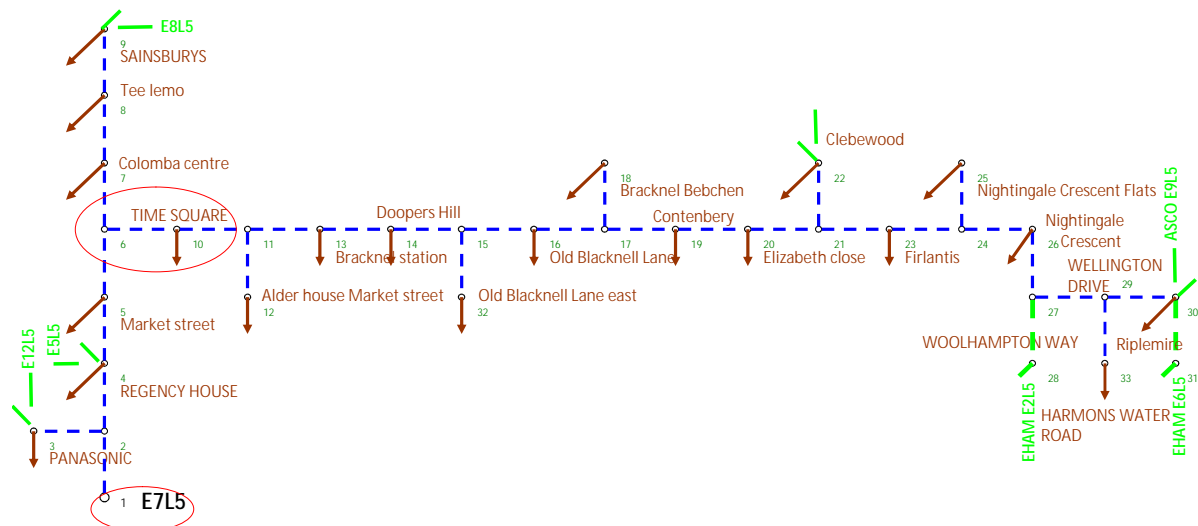 E8L5
9
SAINSBURYS
Tee lemo
8
Colomba centre
7
TIME SQUARE
6
10
11
Doopers Hill
13
Bracknel station
14
15
16
Old Blacknell Lane
17
18
Bracknel Bebchen
Contenbery
19
20
Elizabeth close
21
Clebewood
22
23
Firlantis
24
25
Nightingale Crescent Flats
Nightingale
Crescent
26
WELLINGTON
DRIVE
29
ASCO E9L5
30
Alder house Market street
12
Old Blacknell Lane east
32
27
WOOLHAMPTON WAY
28
EHAM E2L5
Riplemire
33
HARMONS WATER
ROAD
31
EHAM E6L5
5
Market street
E5L5
4
REGENCY HOUSE
E12L5
3
PANASONIC
2
1
E7L5